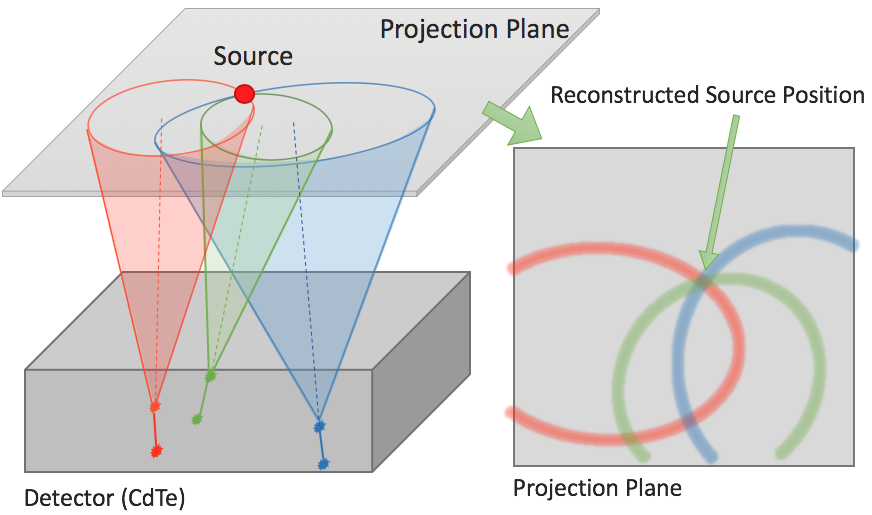 Projection Plane
Source
Reconstructed Source Position
Detector (CdTe)
Projection Plane